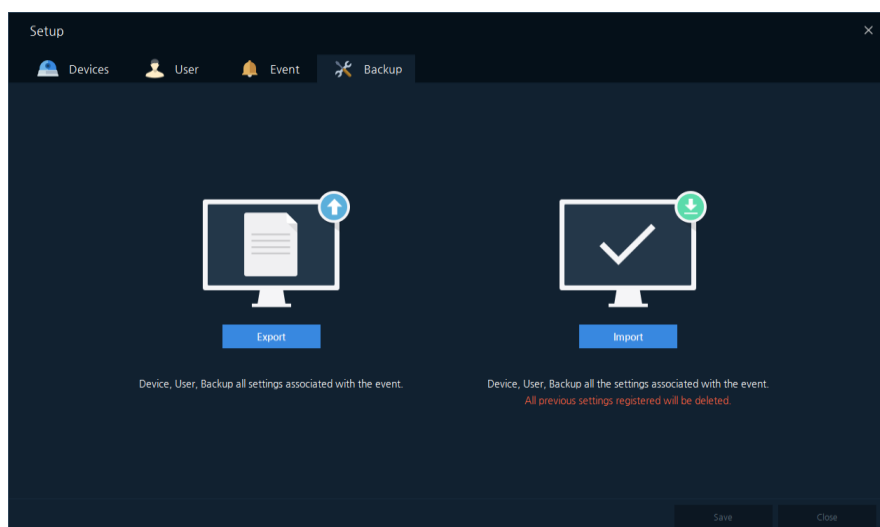 Setup
Devices
User
Event
Backup
Export
Import
Device, User, Backup all settings associated with the event.
Device, User, Backup all the settings associated with the event.
All previous settings registered will be deleted.
Save
Close